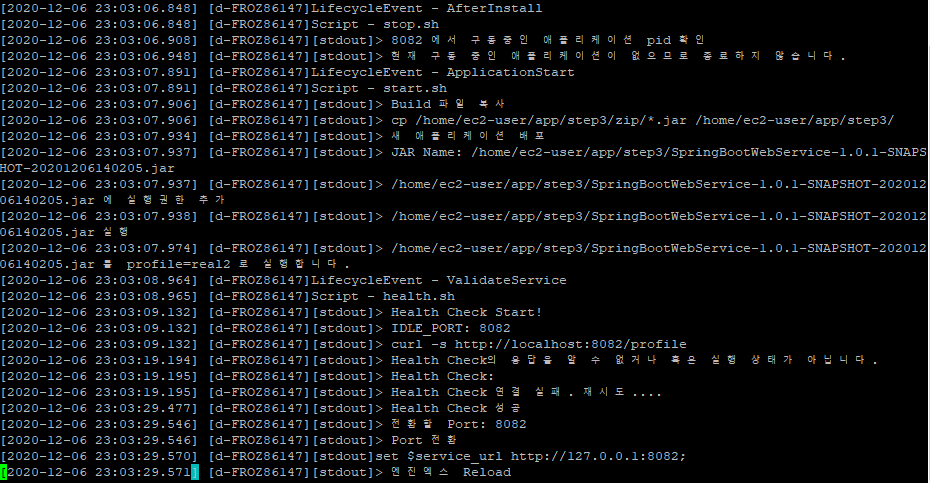 [2020-12-06 23:03:06.848] [d-FROZ86147]LifecycleEvent - AfterInstall
[2020-12-06 23:03:06.848] [d-FROZ86147]Script - stop.sh
[2020-12-06 23:03:06.908] [d-FROZ86147][stdout]> 8082 에서 구동중인 애플리케이션 pid 확인
[2020-12-06 23:03:06.948] [d-FROZ86147][stdout]> 현재 구동 중인 애플리케이션이 없으므로 종료하지 않습니다.
[2020-12-06 23:03:07.891] [d-FROZ86147]LifecycleEvent - ApplicationStart
[2020-12-06 23:03:07.891] [d-FROZ86147]Script - start.sh
[2020-12-06 23:03:07.906] [d-FROZ86147][stdout]> Build 파일 복사
[2020-12-06 23:03:07.906] [d-FROZ86147][stdout]> cp /home/ec2-user/app/step3/zip/*.jar /home/ec2-user/app/step3/
[2020-12-06 23:03:07.934] [d-FROZ86147][stdout]> 새 애플리케이션 배포
[2020-12-06 23:03:07.937] [d-FROZ86147][stdout]> JAR Name: /home/ec2-user/app/step3/SpringBootWebService-1.0.1-SNAPS
HOT-20201206140205.jar
[2020-12-06 23:03:07.937] [d-FROZ86147][stdout]> /home/ec2-user/app/step3/SpringBootWebService-1.0.1-SNAPSHOT-202012
06140205.jar 에 실행권한 추가
[2020-12-06 23:03:07.938] [d-FROZ86147][stdout]> /home/ec2-user/app/step3/SpringBootWebService-1.0.1-SNAPSHOT-202012
06140205.jar 실행
[2020-12-06 23:03:07.974] [d-FROZ86147][stdout]> /home/ec2-user/app/step3/SpringBootWebService-1.0.1-SNAPSHOT-202012
06140205.jar 를 profile=real2 로 실행합니다.
[2020-12-06 23:03:08.964] [d-FROZ86147]LifecycleEvent - ValidateService
[2020-12-06 23:03:08.965] [d-FROZ86147]Script - health.sh
[2020-12-06 23:03:09.132] [d-FROZ86147][stdout]> Health Check Start!
[2020-12-06 23:03:09.132] [d-FROZ86147][stdout]> IDLE_PORT: 8082
[2020-12-06 23:03:09.132] [d-FROZ86147][stdout]> curl -s http://localhost:8082/profile
[2020-12-06 23:03:19.194] [d-FROZ86147][stdout]> Health Check의 응답을 알 수 없거나 혹은 실행 상태가 아닙니다.
[2020-12-06 23:03:19.195] [d-FROZ86147][stdout]> Health Check:
[2020-12-06 23:03:19.195] [d-FROZ86147][stdout]> Health Check 연결 실패. 재시도....
[2020-12-06 23:03:29.477] [d-FROZ86147][stdout]> Health Check 성공
[2020-12-06 23:03:29.546] [d-FROZ86147][stdout]> 전환할 Port: 8082
[2020-12-06 23:03:29.546] [d-FROZ86147][stdout]> Port 전환
[2020-12-06 23:03:29.570] [d-FROZ86147][stdout]set $service_url http://127.0.0.1:8082;
[2020-12-06 23:03:29.571] [d-FROZ86147][stdout]> 엔진엑스 Reload